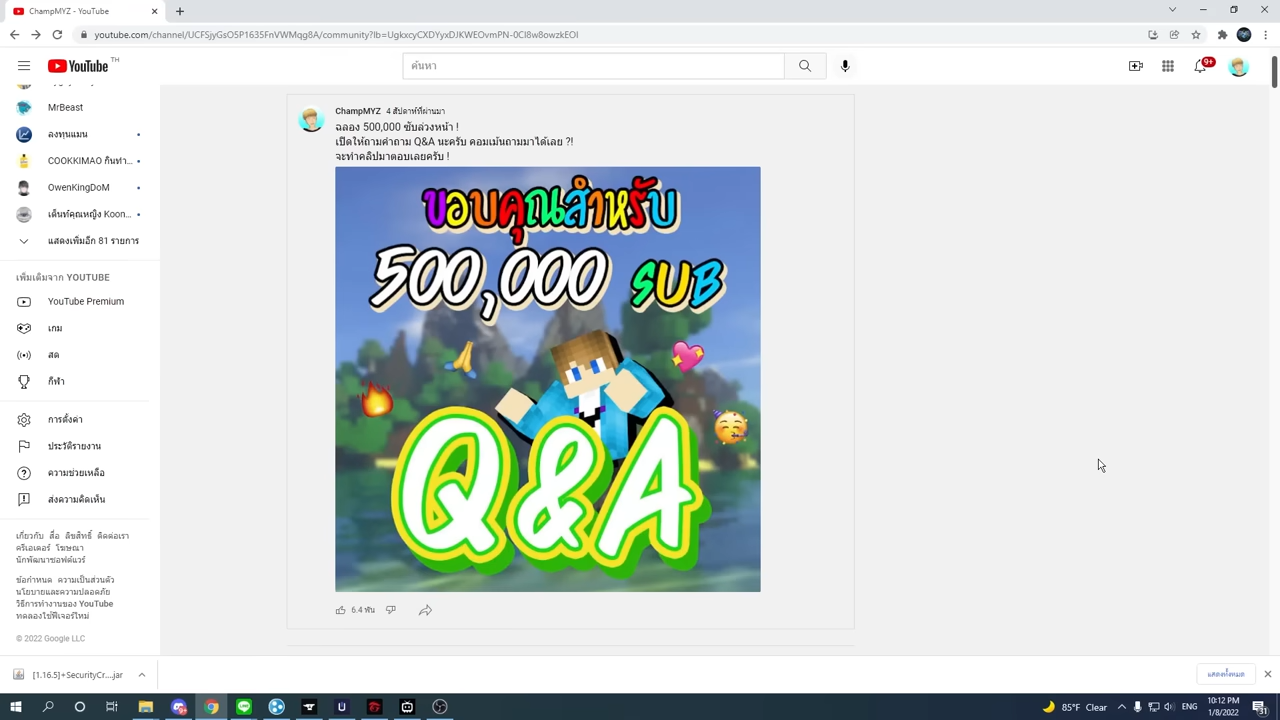 ChampMYZ - YouTube
youtube.com/channel/UCFSjyGsO5P1635FnVWMqg8A/community?lb=UgkxcyCXDYyxDJKWEOvmPN-0Cl8w8owzkEOI
YouTube TH
ค้นหา
9+
MrBeast
ลงทุนแมน
COOKKIMAO กินท่า...
OwenKingDoM
เด็นท์คุณหญิง Koon...
แสดงเพิ่มอีก 81 รายการ
เพิ่มเติมจาก YOUTUBE
YouTube Premium
เกม
สด
กีฬา
การตั้งค่า
ประวัติรายงาน
ความช่วยเหลือ
ส่งความคิดเห็น
เกี่ยวกับ สื่อ ลิขสิทธิ์ ติดต่อเรา
ครีเอเตอร์ โฆษณา
นักพัฒนาซอฟต์แวร์
ข้อกำหนด ความเป็นส่วนตัว
นโยบายและความปลอดภัย
วิธีการทำงานของ YouTube
ทดลองใช้ฟีเจอร์ใหม่
© 2022 Google LLC
ChampMYZ 4 สัปดาห์ที่ผ่านมา
ฉลอง 500,000 ซับล่วงหน้า !
เปิดให้ถามคำถาม Q&A นะครับ คอมเม้นถามมาได้เลย ?!
จะทำคลิปมาตอบเลยครับ !
ขอบคุณสำหรับ
500,000 SUB
Q&A
6.4 พัน
[1.16.5]+SecurityCr....jar
แสดงทั้งหมด
85°F Clear
ENG
10:12 PM
1/8/2022
31